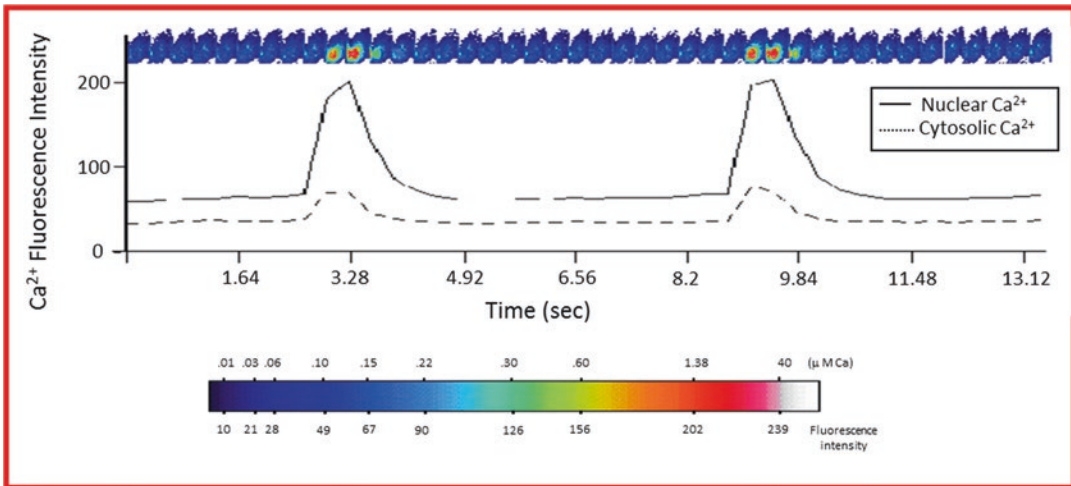 Ca²⁺ Fluorescence Intensity
200
100
0
Nuclear Ca²⁺
Cytosolic Ca²⁺
1.64 3.28 4.92 6.56 8.2 9.84 11.48 13.12
Time (sec)
.01 .03 .06 .10 .15 .22 .30 .60 1.38 40 (μ M Ca)
10 21 28 49 67 90 126 156 202 239 Fluorescence
intensity